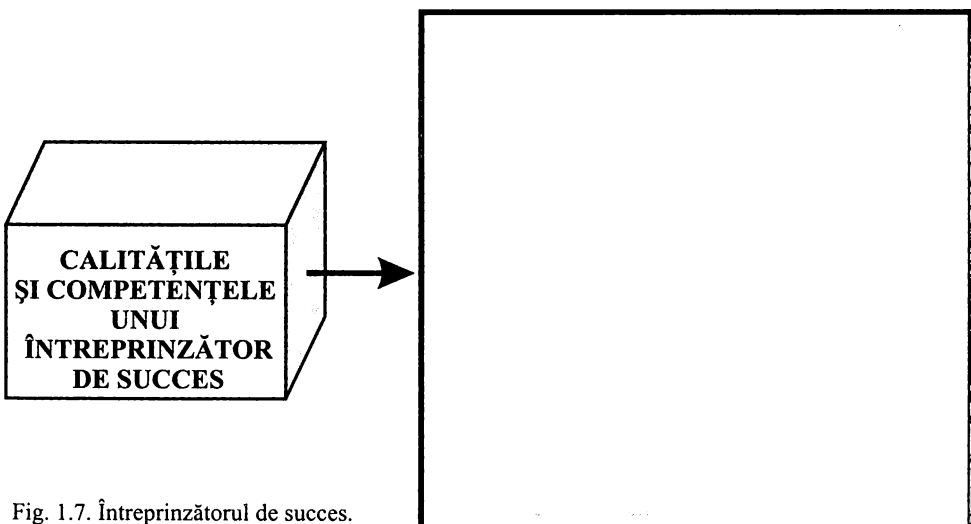 CALITĂȚILE
ȘI COMPETENȚELE
UNUI
ÎNTREPRINZĂTOR
DE SUCCES
Fig. 1.7. Întreprinzătorul de succes.